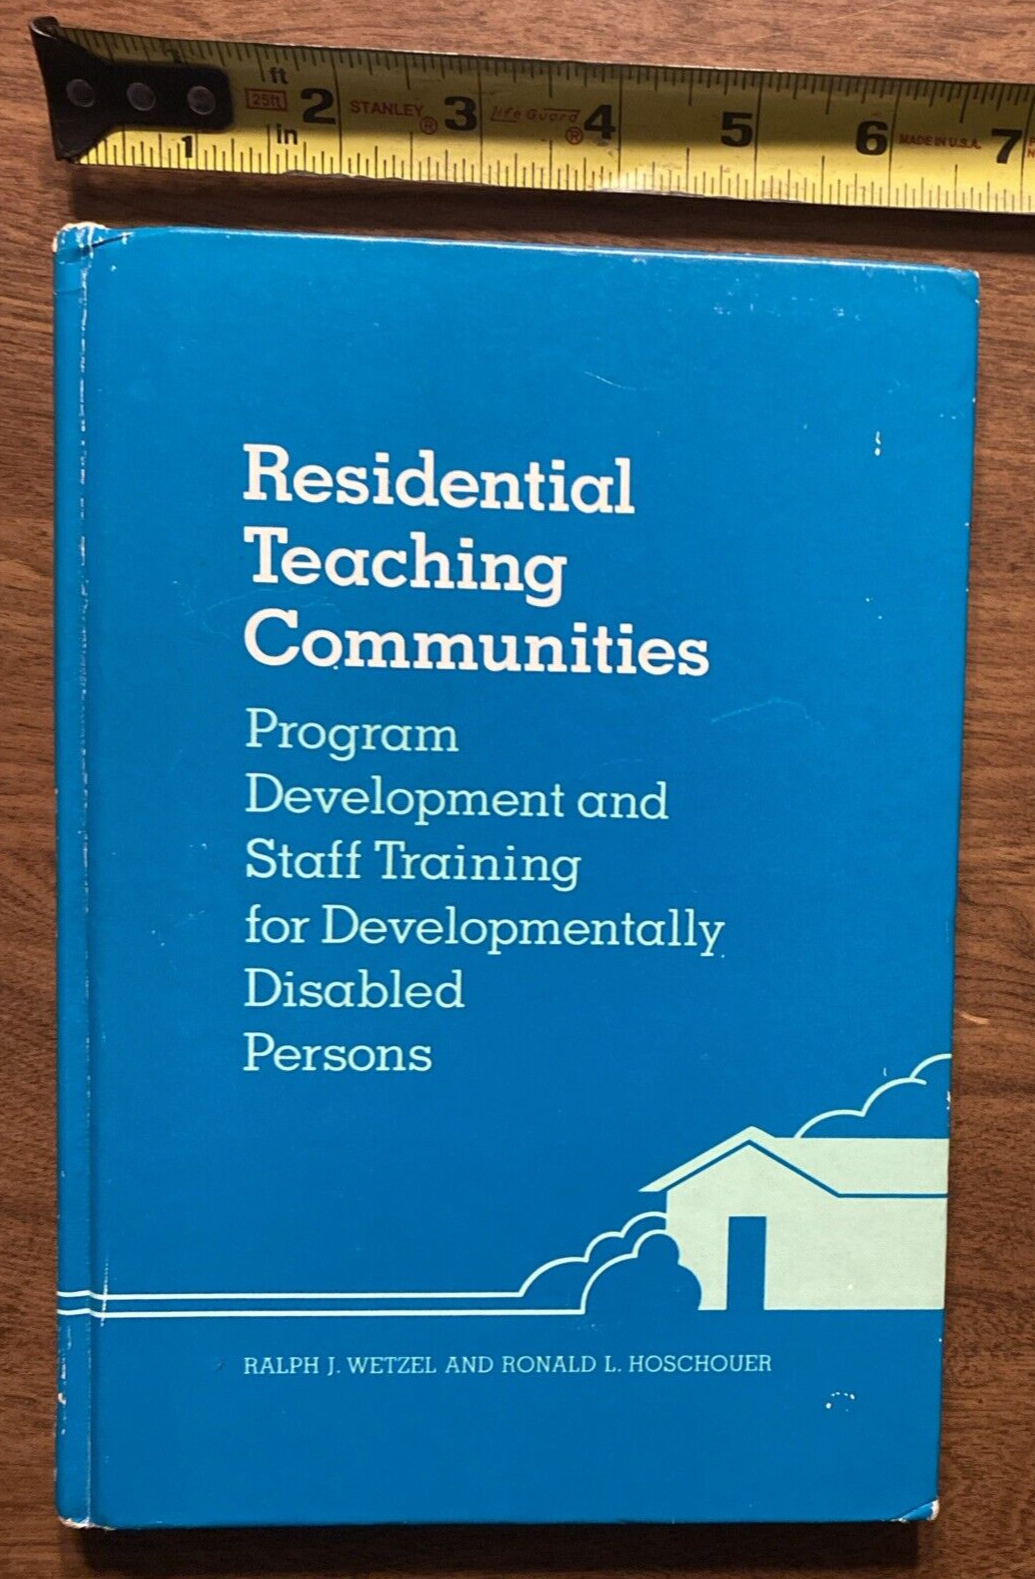 ft
25ft 2 STANLEY® 3 Life Guard® 4 5 6 MADE IN U.S.A. 7
1 in
Residential
Teaching
Communities
Program
Development and
Staff Training
for Developmentally
Disabled
Persons
RALPH J. WETZEL AND RONALD L. HOSCHOUER